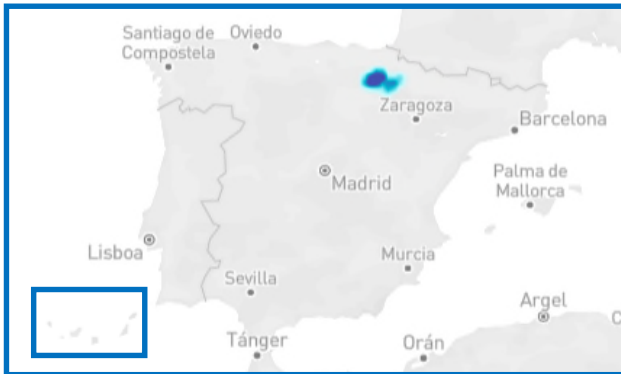 Santiago de
Compostela
Oviedo
Zaragoza
Barcelona
Madrid
Palma de
Mallorca
Lisboa
Murcia
Sevilla
Argel
C
Tánger
Orán